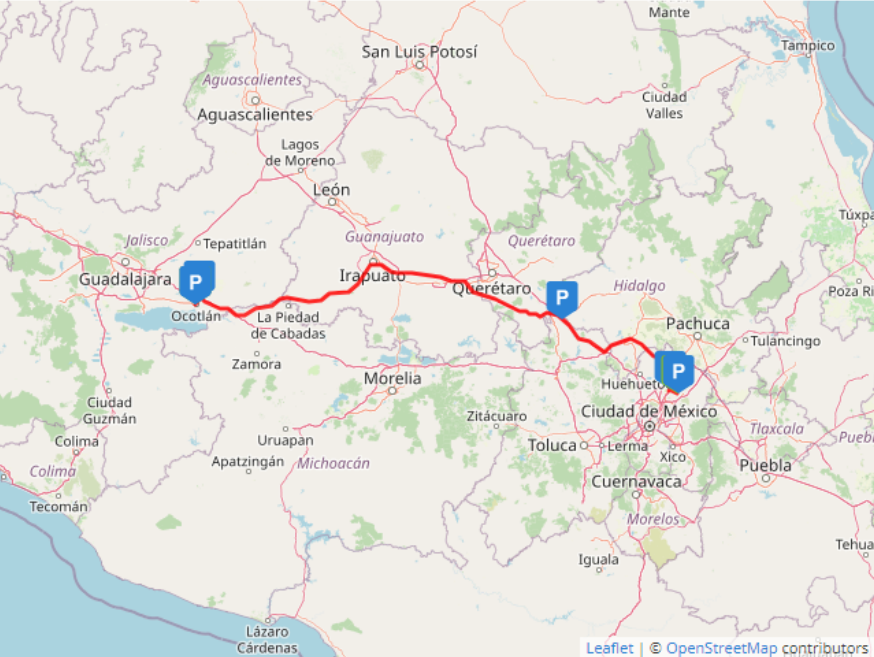 Mante
San Luis Potosí
Tampico
Aguascalientes
Aguascalientes
Ciudad
Valles
Lagos
de Moreno
León
Túxpa
Jalisco
Tepatitlán
Guanajuato
Querétaro
Guadalajara
P
Irapuato
Querétaro
P
Hidalgo
Poza Ri
Ocotlán
La Piedad
de Cabadas
Pachuca
Tulancingo
Zamora
Morelia
Huehueto
P
Ciudad
Guzmán
Zitácuaro
Ciudad de México
Colima
Uruapan
Toluca
Lerma
Xico
Tlaxcala
Pueb
Colima
Apatzingán
Michoacán
Puebla
Tecomán
Cuernavaca
Morelos
Tehua
Iguala
Lázaro
Cárdenas
Leaflet | © OpenStreetMap contributors